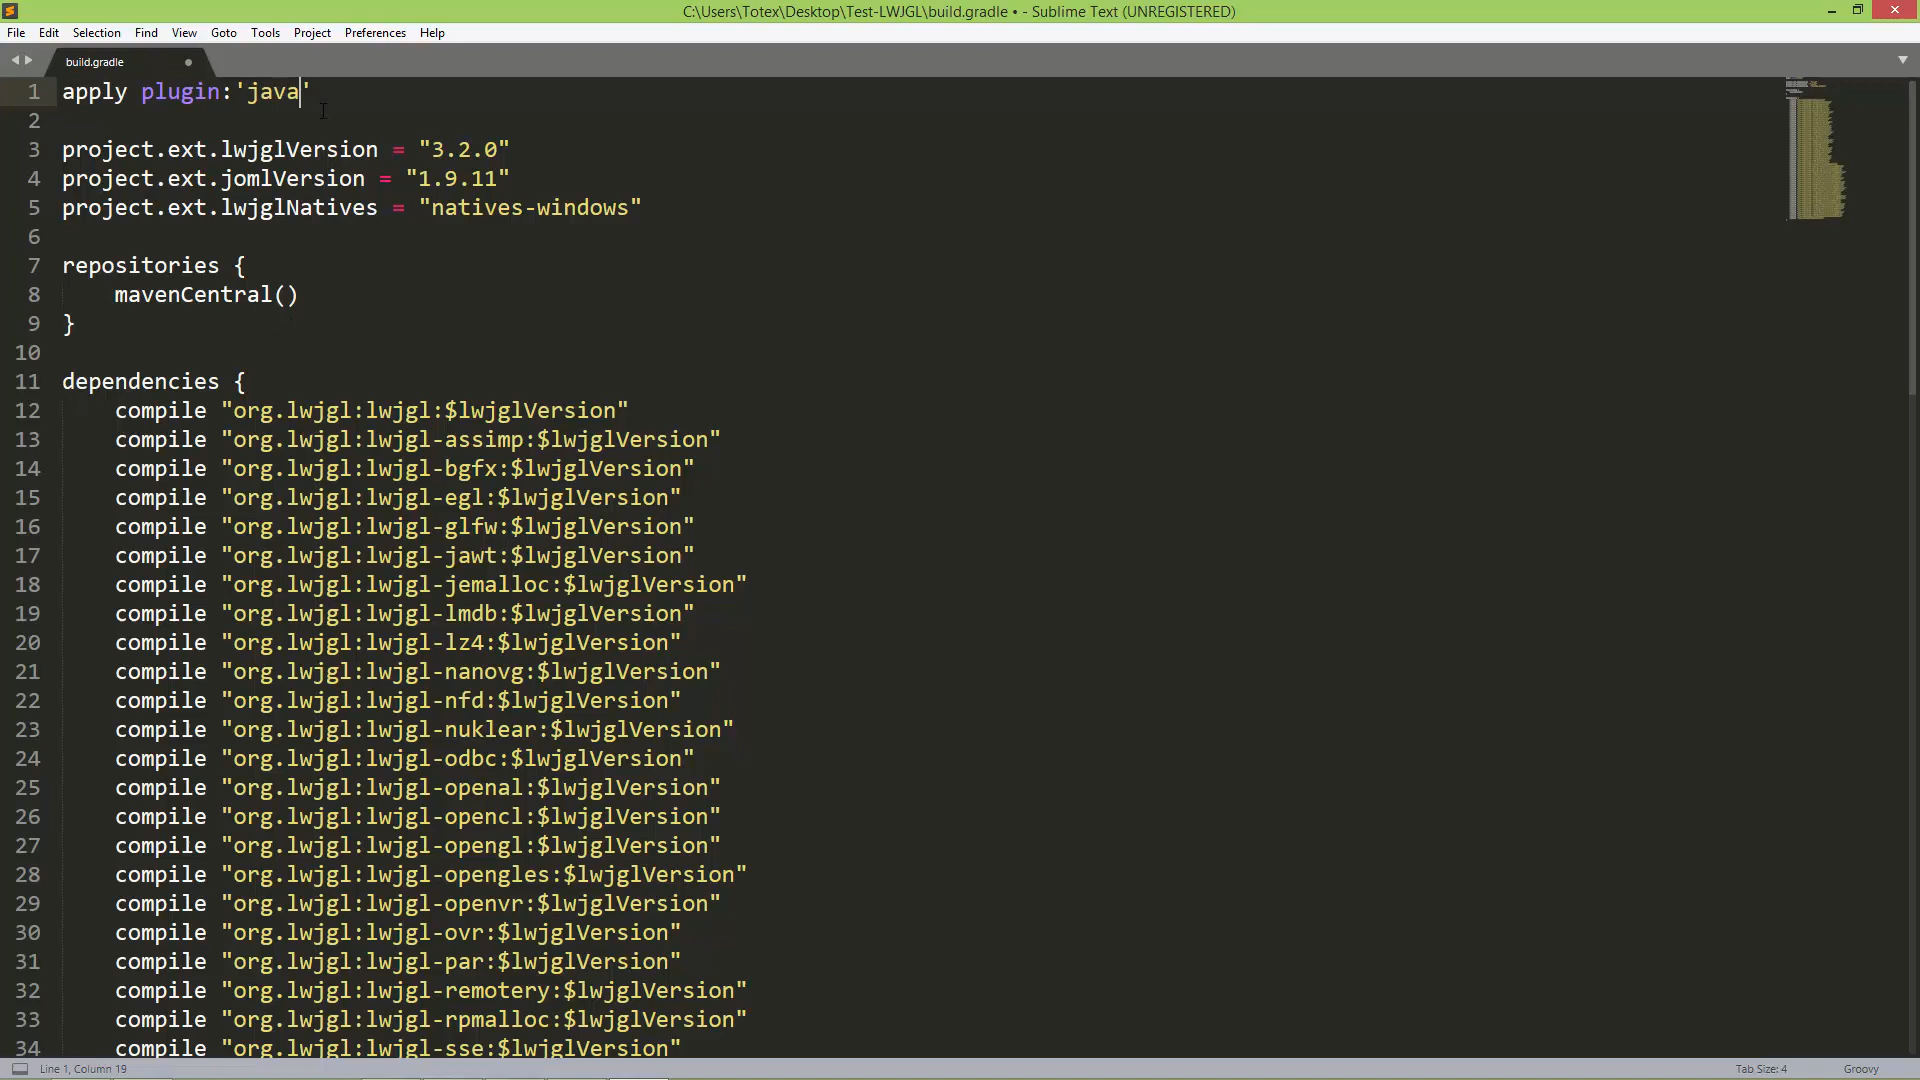 C:\Users\Totex\Desktop\Test-LWJGL\build.gradle • - Sublime Text (UNREGISTERED)
File Edit Selection Find View Goto Tools Project Preferences Help
build.gradle
1 apply plugin:'java'
2
3 project.ext.lwjglVersion = "3.2.0"
4 project.ext.jomlVersion = "1.9.11"
5 project.ext.lwjglNatives = "natives-windows"
6
7 repositories {
8 mavenCentral()
9 }
10
11 dependencies {
12 compile "org.lwjgl:lwjgl:$lwjglVersion"
13 compile "org.lwjgl:lwjgl-assimp:$lwjglVersion"
14 compile "org.lwjgl:lwjgl-bgfx:$lwjglVersion"
15 compile "org.lwjgl:lwjgl-egl:$lwjglVersion"
16 compile "org.lwjgl:lwjgl-glfw:$lwjglVersion"
17 compile "org.lwjgl:lwjgl-jawt:$lwjglVersion"
18 compile "org.lwjgl:lwjgl-jemalloc:$lwjglVersion"
19 compile "org.lwjgl:lwjgl-lmdb:$lwjglVersion"
20 compile "org.lwjgl:lwjgl-lz4:$lwjglVersion"
21 compile "org.lwjgl:lwjgl-nanovg:$lwjglVersion"
22 compile "org.lwjgl:lwjgl-nfd:$lwjglVersion"
23 compile "org.lwjgl:lwjgl-nuklear:$lwjglVersion"
24 compile "org.lwjgl:lwjgl-odbc:$lwjglVersion"
25 compile "org.lwjgl:lwjgl-openal:$lwjglVersion"
26 compile "org.lwjgl:lwjgl-opencl:$lwjglVersion"
27 compile "org.lwjgl:lwjgl-opengl:$lwjglVersion"
28 compile "org.lwjgl:lwjgl-opengles:$lwjglVersion"
29 compile "org.lwjgl:lwjgl-openvr:$lwjglVersion"
30 compile "org.lwjgl:lwjgl-ovr:$lwjglVersion"
31 compile "org.lwjgl:lwjgl-par:$lwjglVersion"
32 compile "org.lwjgl:lwjgl-remotery:$lwjglVersion"
33 compile "org.lwjgl:lwjgl-rpmalloc:$lwjglVersion"
34 compile "org.lwjgl:lwjgl-sse:$lwjglVersion"
Line 1, Column 19 Tab Size: 4 Groovy